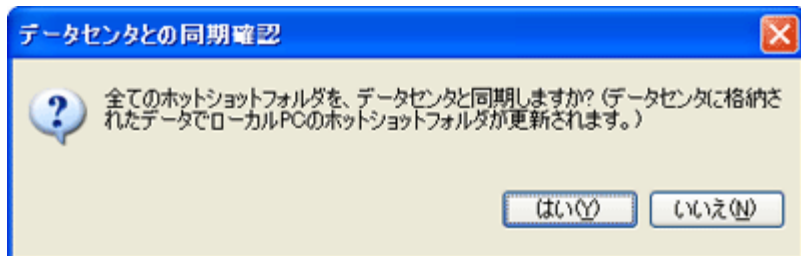 データセンタとの同期確認
全てのホットショットフォルダを、データセンタと同期しますか？（データセンタに格納さ
れたデータでローカルPCのホットショットフォルダが更新されます。）
はい(Y)
いいえ(N)